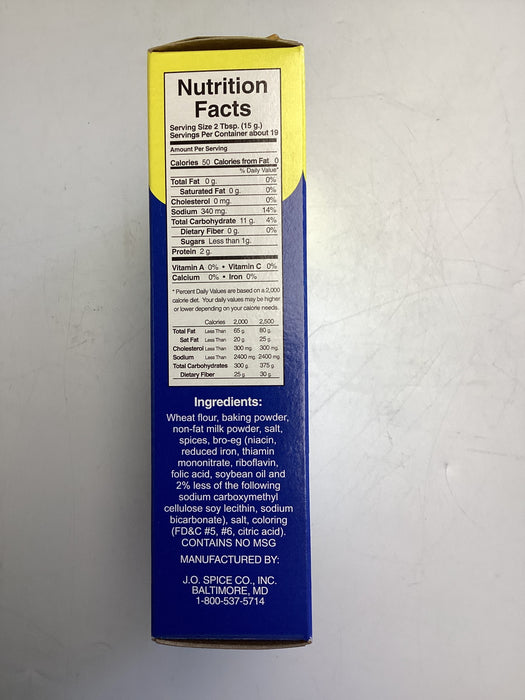 Nutrition
Facts
Serving Size 2 Tbsp. (15 g.)
Servings Per Container about 19
Amount Per Serving
Calories 50 Calories from Fat 0
% Daily Value*
Total Fat 0 g. 0%
Saturated Fat 0 g. 0%
Cholesterol 0 mg. 0%
Sodium 340 mg. 14%
Total Carbohydrate 11 g. 4%
Dietary Fiber 0 g. 0%
Sugars Less than 1g.
Protein 2 g.
Vitamin A 0% • Vitamin C 0%
Calcium 0% • Iron 0%
* Percent Daily Values are based on a 2,000
calorie diet. Your daily values may be higher
or lower depending on your calorie needs.
Calories 2,000 2,500
Total Fat Less Than 65 g. 80 g.
Sat Fat Less Than 20 g. 25 g.
Cholesterol Less Than 300 mg. 300 mg.
Sodium Less Than 2400 mg. 2400 mg.
Total Carbohydrates 300 g. 375 g.
Dietary Fiber 25 g. 30 g.
Ingredients:
Wheat flour, baking powder,
non-fat milk powder, salt,
spices, bro-eg (niacin,
reduced iron, thiamin
mononitrate, riboflavin,
folic acid, soybean oil and
2% less of the following
sodium carboxymethyl
cellulose soy lecithin, sodium
bicarbonate), salt, coloring
(FD&C #5, #6, citric acid).
CONTAINS NO MSG
MANUFACTURED BY:
J.O. SPICE CO., INC.
BALTIMORE, MD
1-800-537-5714